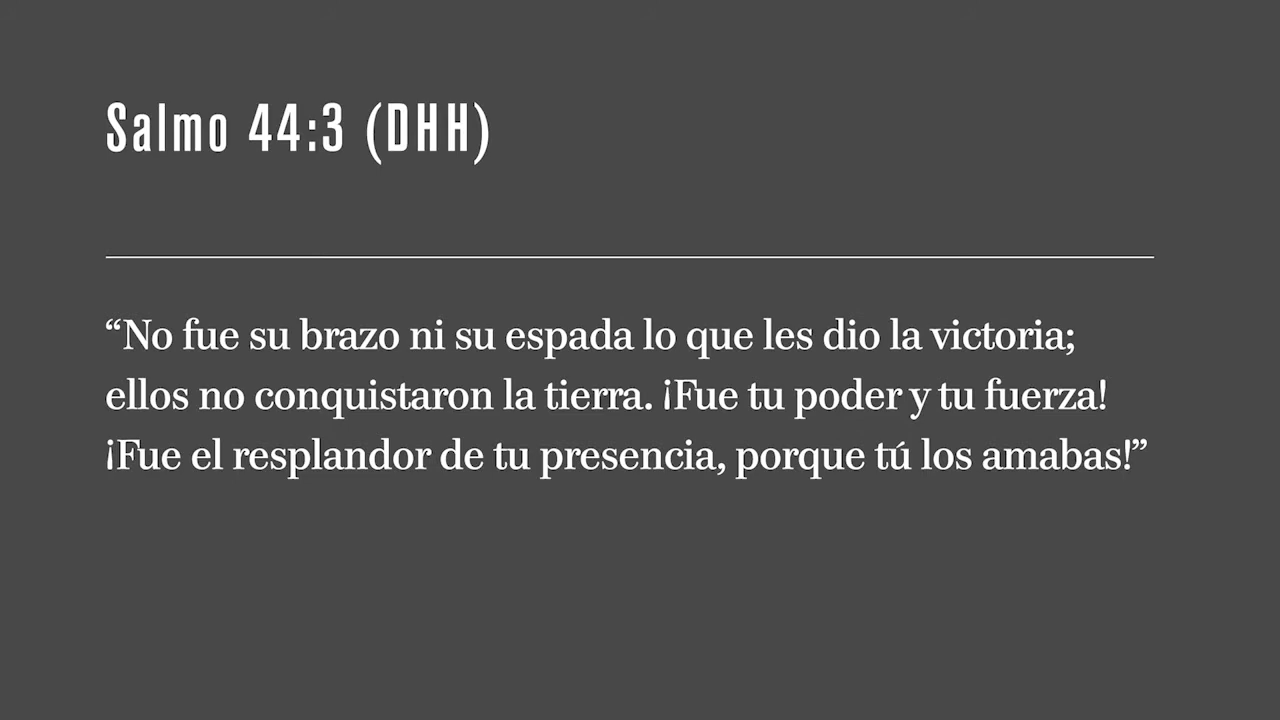 Salmo 44:3 (DHH)
“No fue su brazo ni su espada lo que les dio la victoria;
ellos no conquistaron la tierra. ¡Fue tu poder y tu fuerza!
¡Fue el resplandor de tu presencia, porque tú los amabas!”